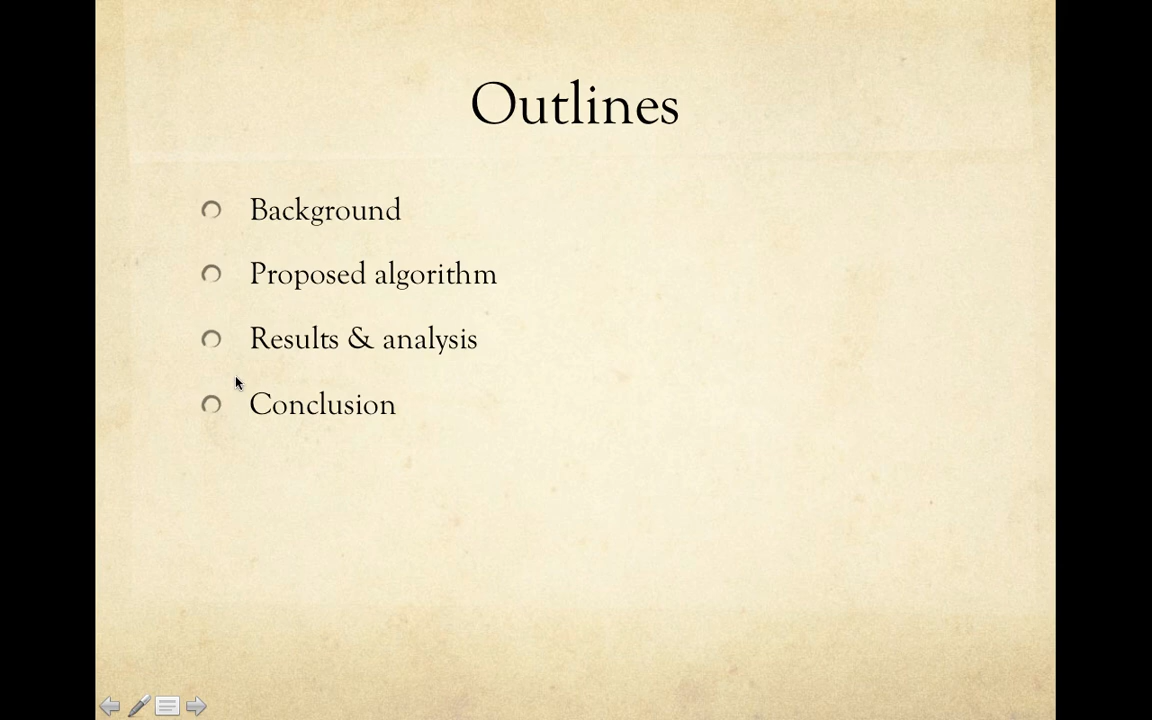 Outlines
Background
Proposed algorithm
Results & analysis
Conclusion